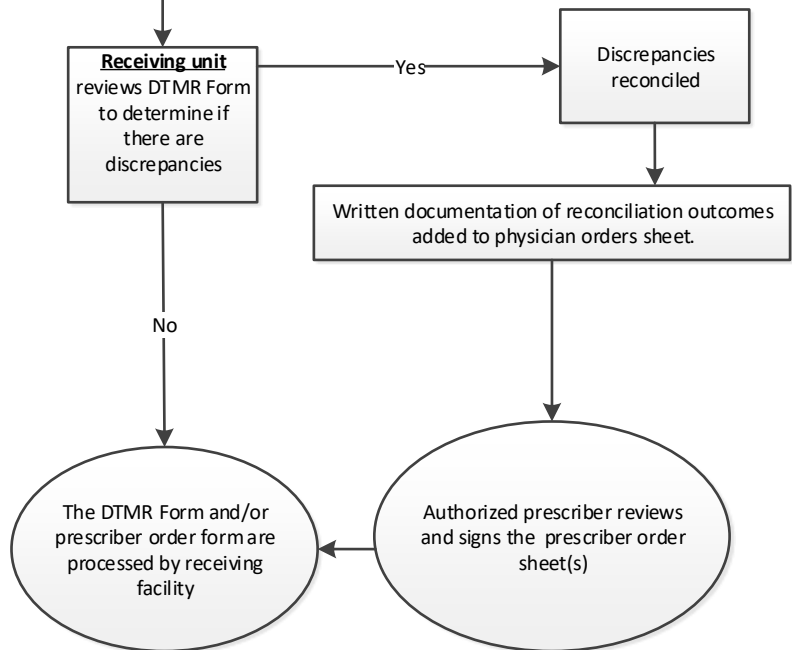 Receiving unit
reviews DTMR Form
to determine if
there are
discrepancies
Yes
Discrepancies
reconciled
Written documentation of reconciliation outcomes
added to physician orders sheet.
No
The DTMR Form and/or
prescriber order form are
processed by receiving
facility
Authorized prescriber reviews
and signs the prescriber order
sheet(s)